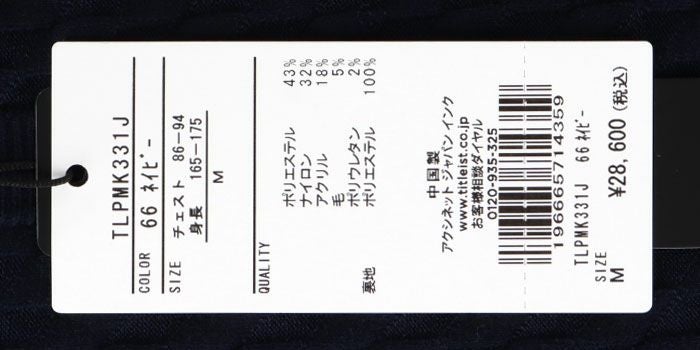 TLPMK331J
COLOR 66 ネイビー
SIZE チェスト 86-94
身長 165-175
M
QUALITY
ポリエステル 43%
ナイロン 32%
アクリル 18%
毛 5%
ポリウレタン 2%
裏地 ポリエステル 100%
中国製
アクシネットジャパンインク
www.titleist.co.jp
お客様相談ダイヤル
0120-935-325
196665714359
TLPMK331J 66 ネイビー
SIZE
M ¥28,600(税込)